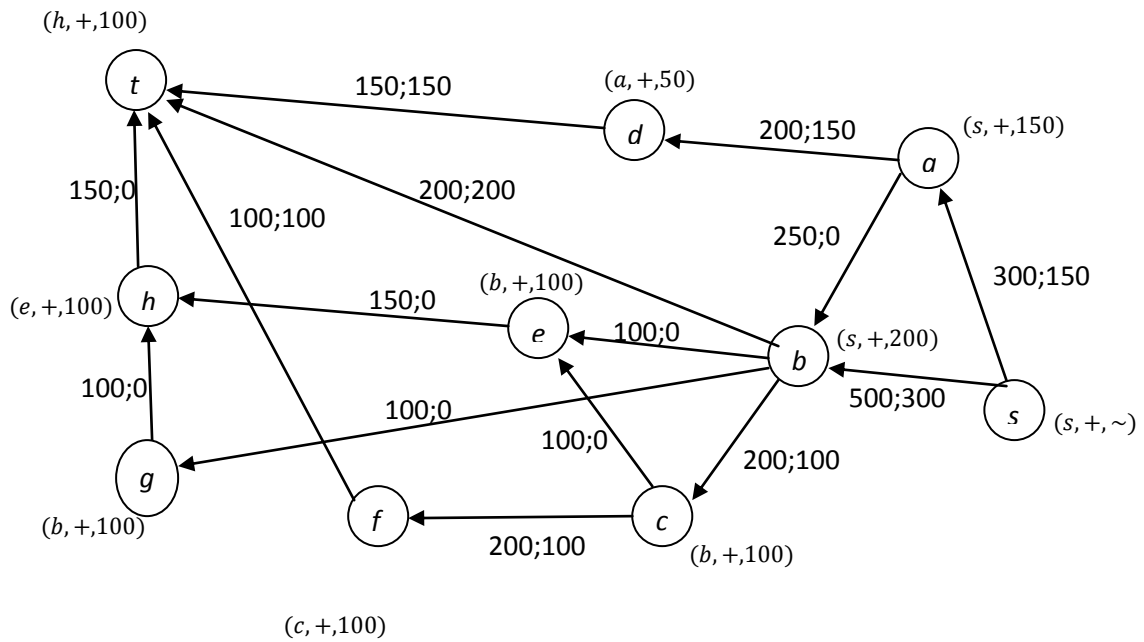 (h, +,100)
t
150;150
(a, +,50)
d
200;150
(s, +,150)
a
150;0
100;100
200;200
250;0
300;150
(e, +,100)
h
150;0
(b, +,100)
e
100;0
b
(s, +,200)
500;300
s
(s, +, ~)
100;0
100;0
100;0
200;100
g
(b, +,100)
f
200;100
c
(b, +,100)
(c, +,100)